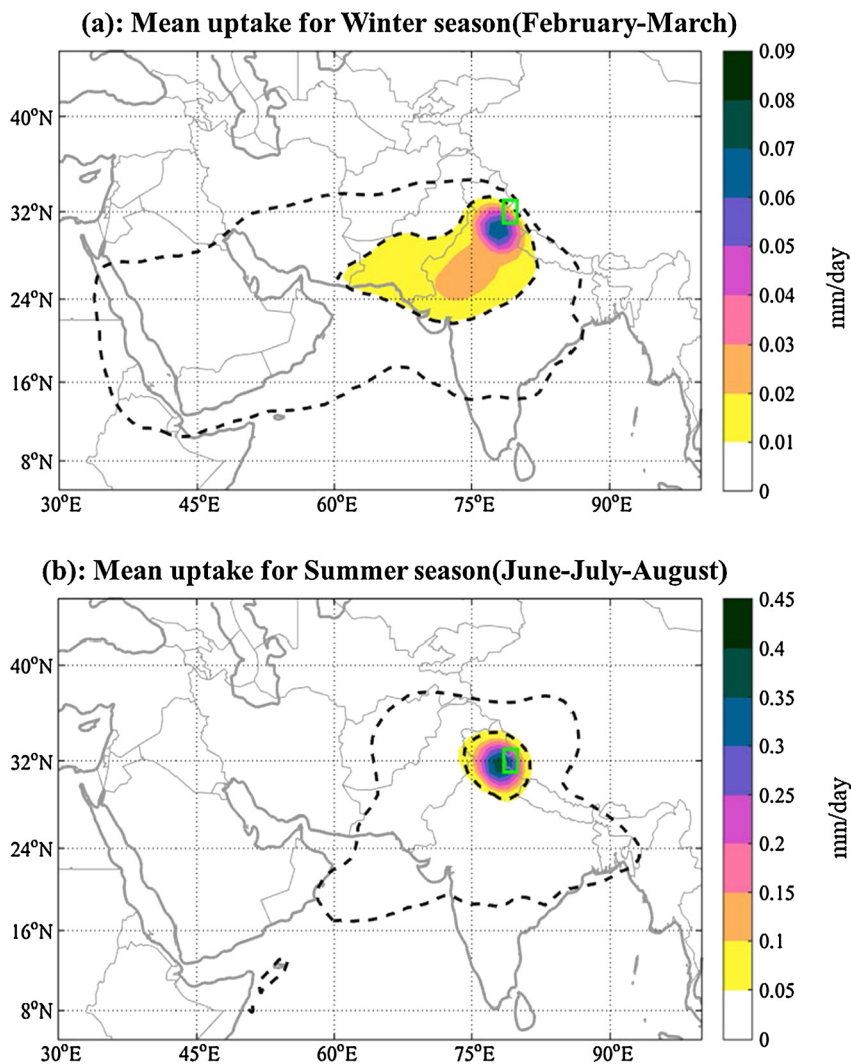 (a): Mean uptake for Winter season(February-March)
0.09
40°N
0.08
0.07
32°N
0.06
0.05
24°N
0.04
0.03
16°N
0.02
0.01
8°N
0
30°E 45°E 60°E 75°E 90°E
mm/day
(b): Mean uptake for Summer season(June-July-August)
0.45
40°N
0.4
0.35
32°N
0.3
0.25
24°N
0.2
0.15
16°N
0.1
0.05
8°N
0
30°E 45°E 60°E 75°E 90°E
mm/day